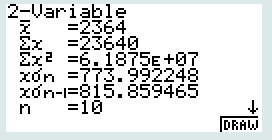 2-Variable
x̄ =2364
Σx =23640
Σx² =6.1875E+07
xσn =773.992248
xσn-1=815.859465
n =10
↓
DRAW